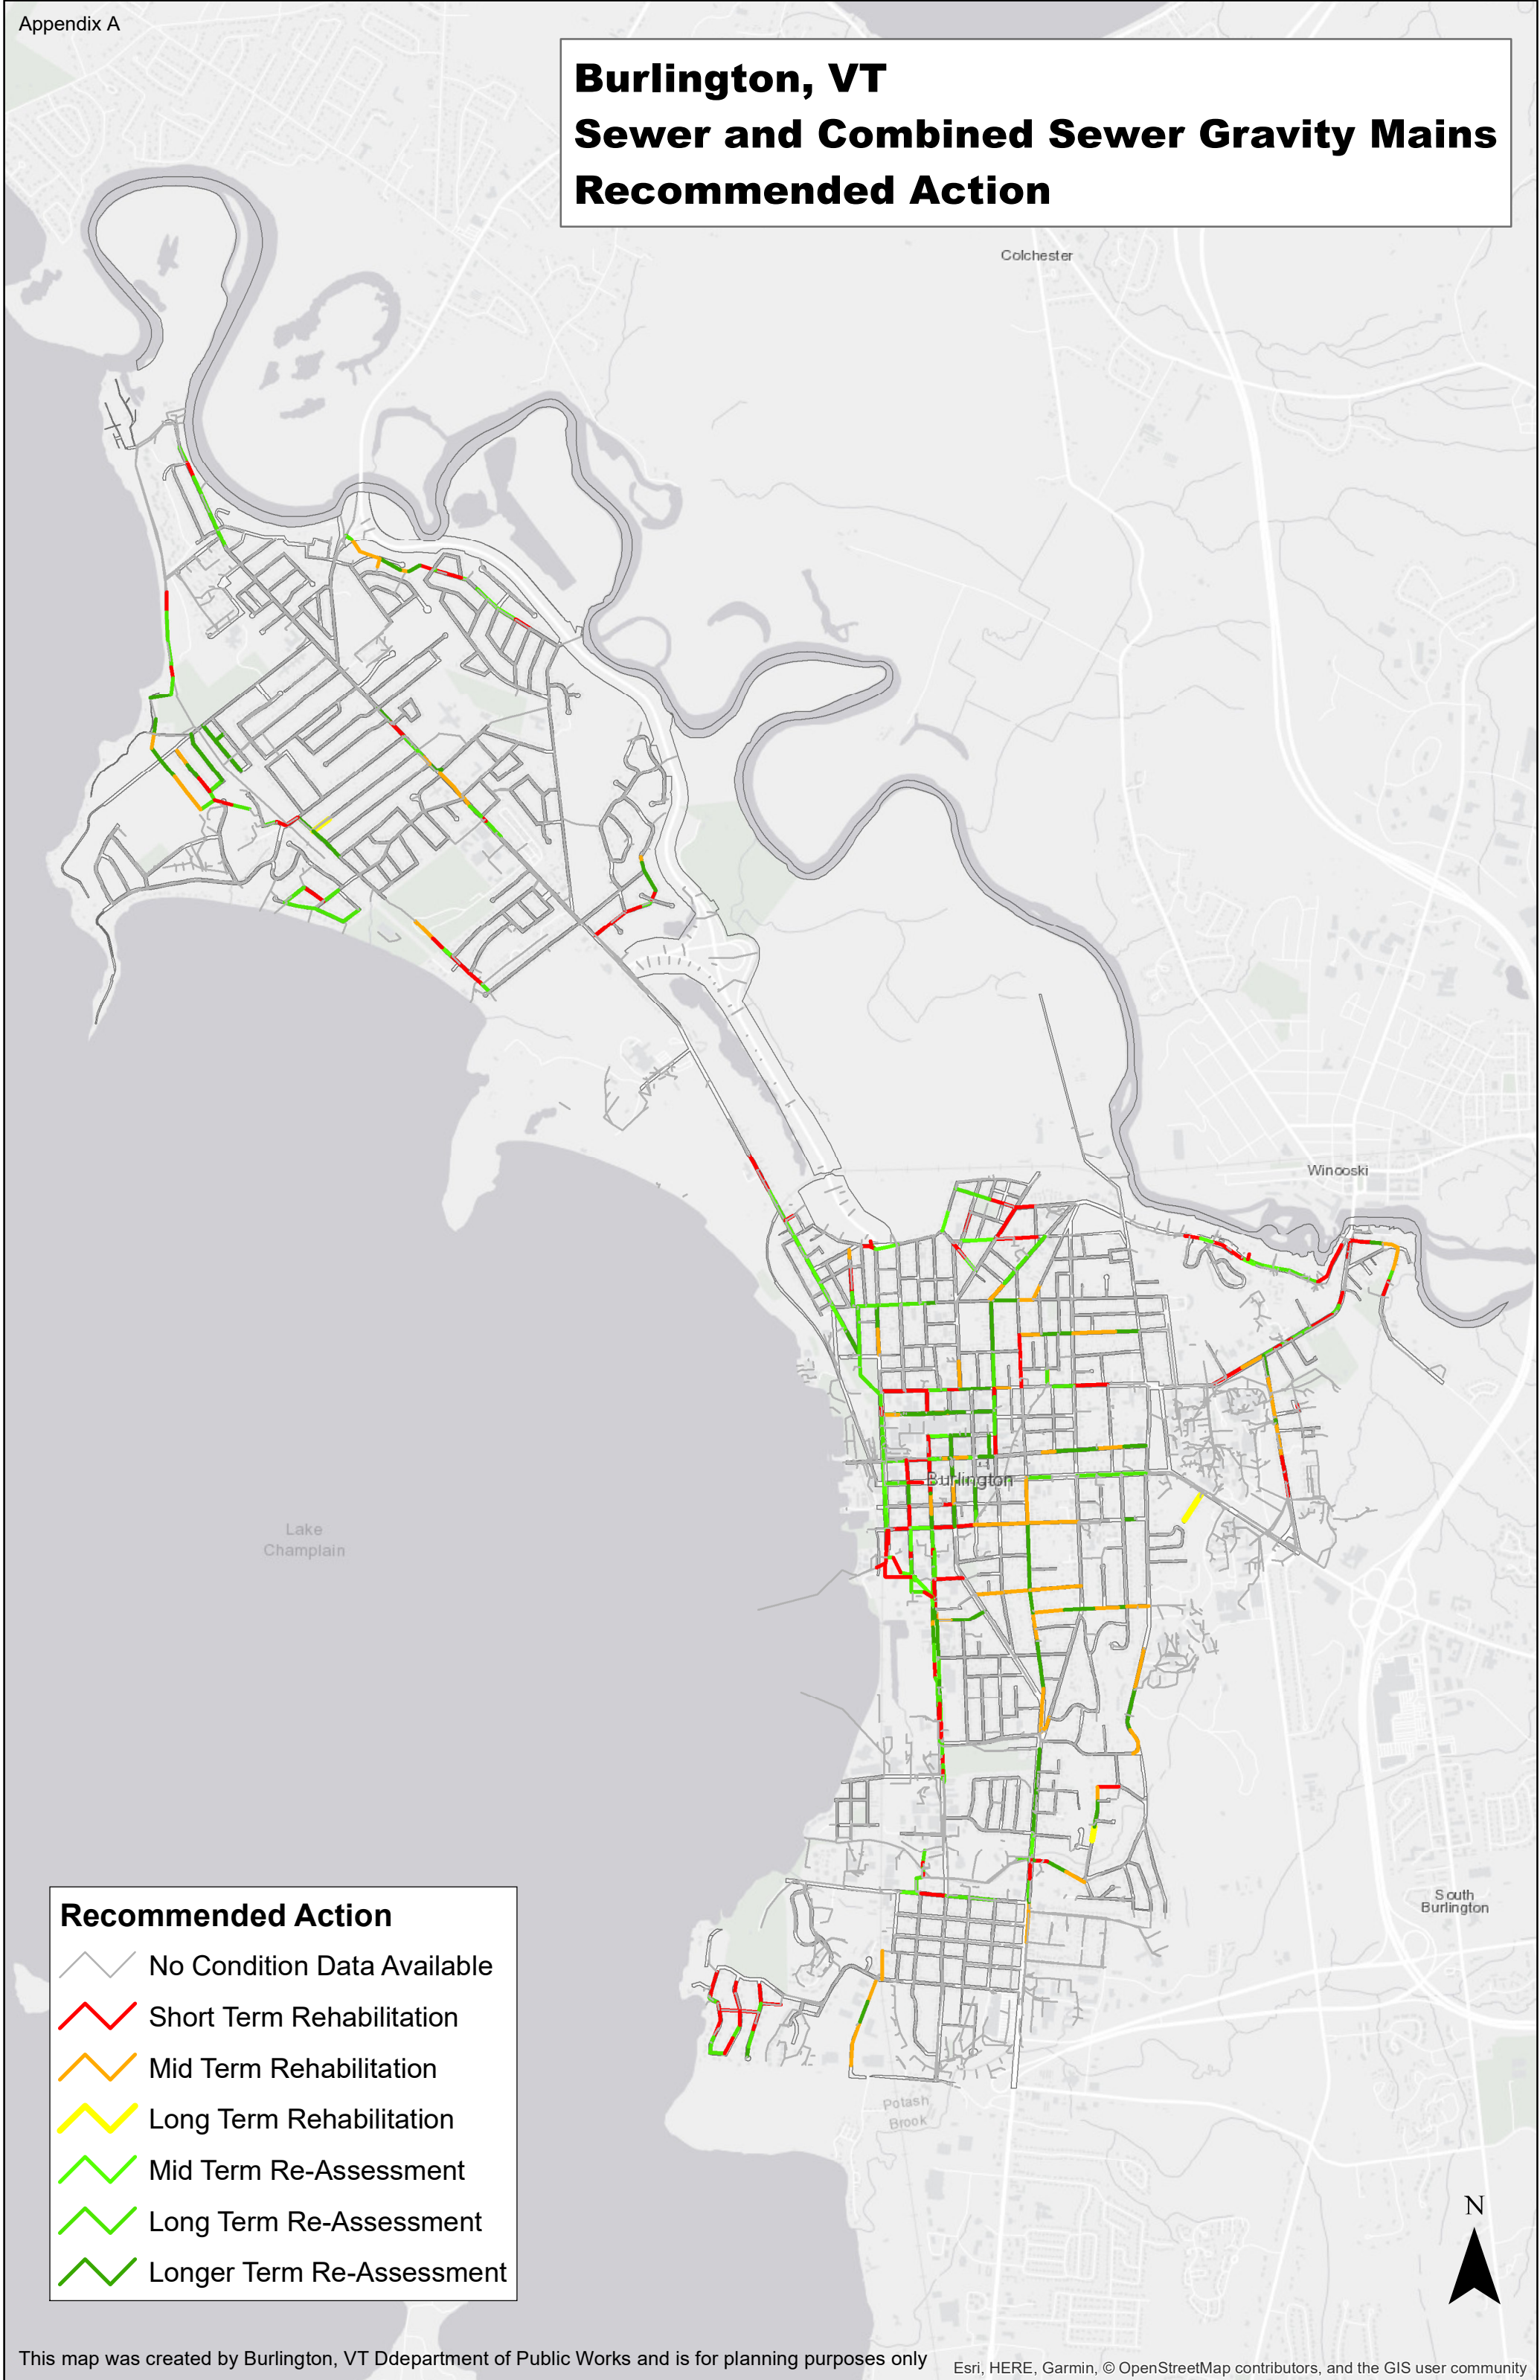 Appendix A
Burlington, VT
Sewer and Combined Sewer Gravity Mains
Recommended Action
Colchester
Winooski
Burlington
Lake
Champlain
South
Burlington
Recommended Action
No Condition Data Available
Short Term Rehabilitation
Mid Term Rehabilitation
Long Term Rehabilitation
Mid Term Re-Assessment
Long Term Re-Assessment
Longer Term Re-Assessment
Potash
Brook
N
This map was created by Burlington, VT Ddepartment of Public Works and is for planning purposes only
Esri, HERE, Garmin, © OpenStreetMap contributors, and the GIS user community